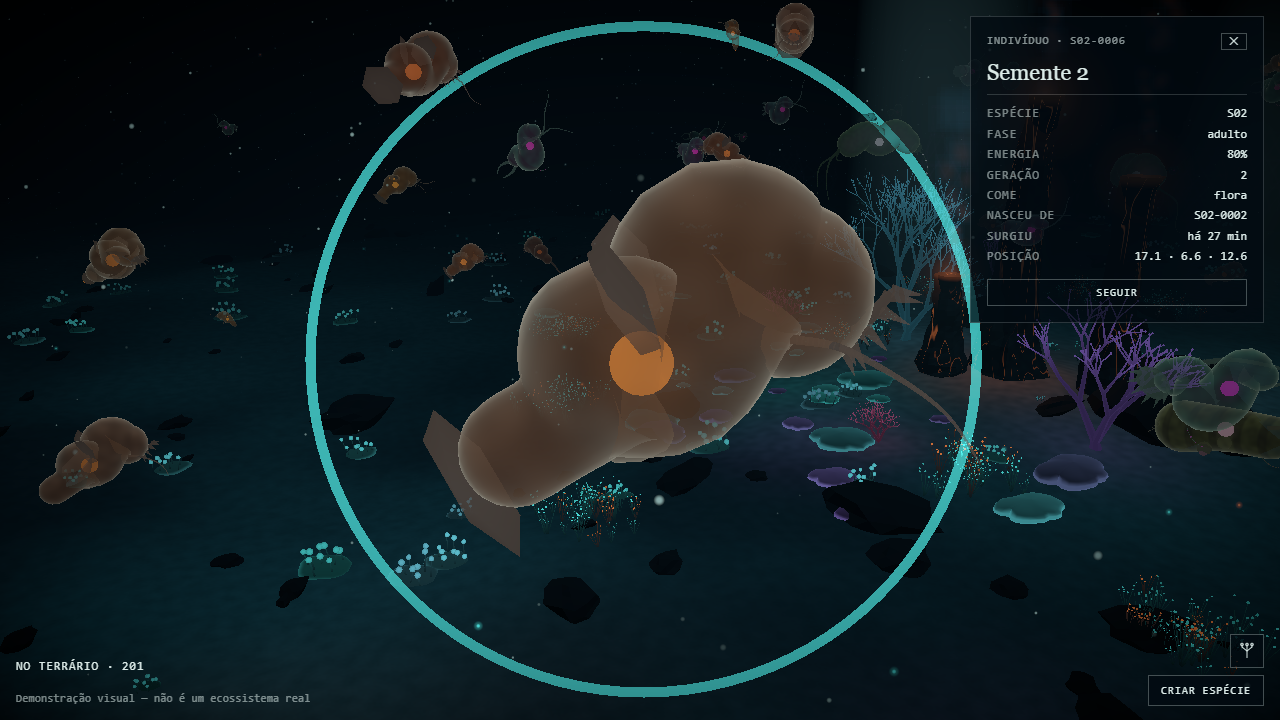 INDIVÍDUO · S02-0006
Semente 2
ESPÉCIE S02
FASE adulto
ENERGIA 80%
GERAÇÃO 2
COME flora
NASCEU DE S02-0002
SURGIU há 27 min
POSIÇÃO 17.1 · 6.6 · 12.6
SEGUIR
NO TERRÁRIO · 201
Demonstração visual — não é um ecossistema real
CRIAR ESPÉCIE